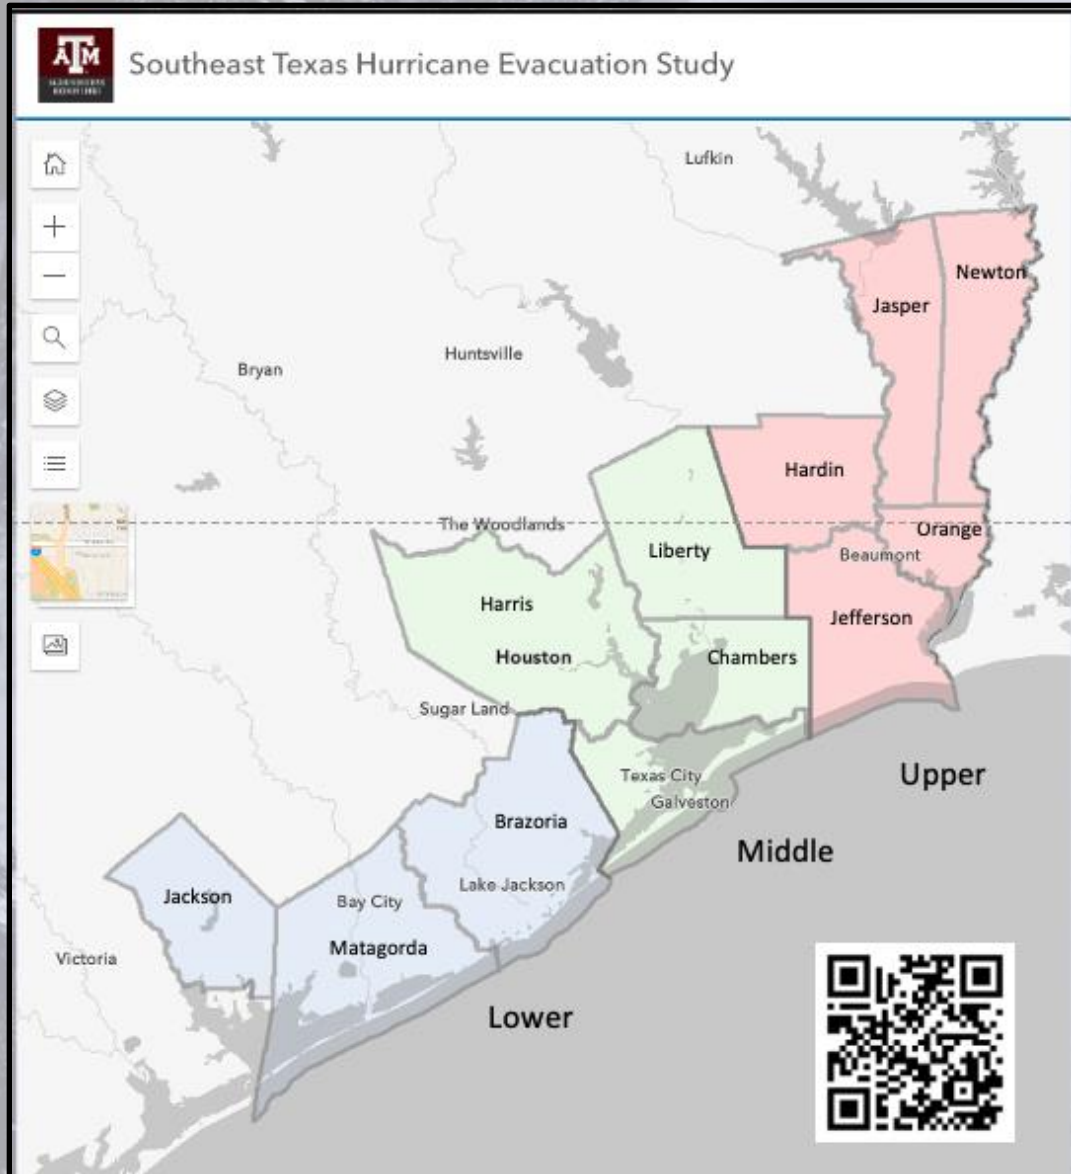 ĀM
Southeast Texas Hurricane Evacuation Study
Lufkin
Newton
Jasper
Huntsville
Bryan
Hardin
The Woodlands
Orange
Liberty
Beaumont
Harris
Jefferson
Houston
Chambers
Sugar Land
Texas City
Upper
Galveston
Brazoria
Middle
Lake Jackson
Jackson
Bay City
Matagorda
Victoria
Lower